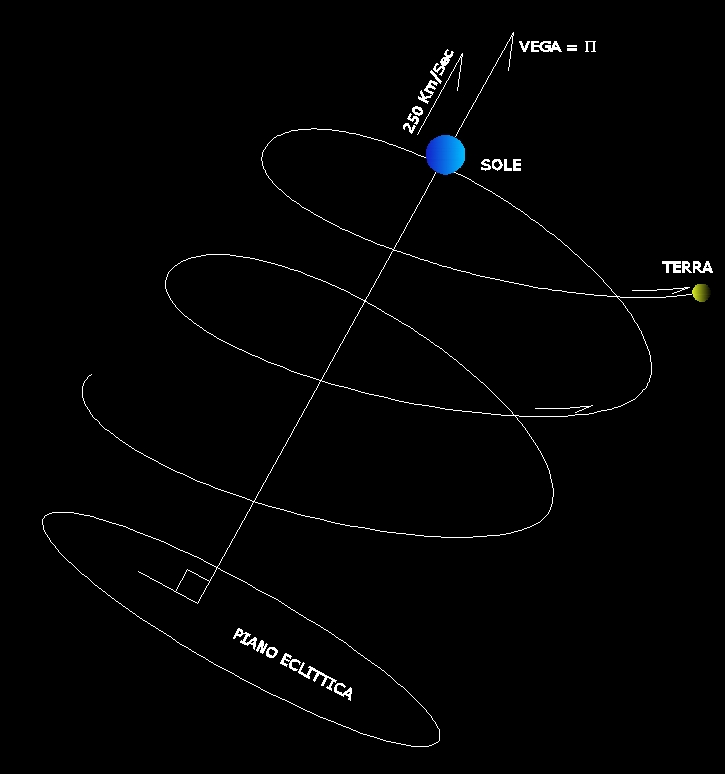 VEGA = Π
250 Km/Sec
SOLE
TERRA
PIANO ECLITTICA